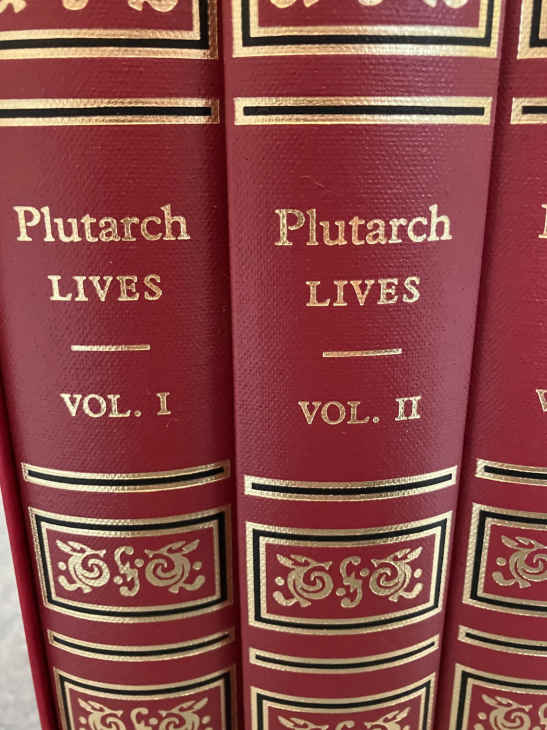 Plutarch
LIVES
VOL. I
Plutarch
LIVES
VOL. II